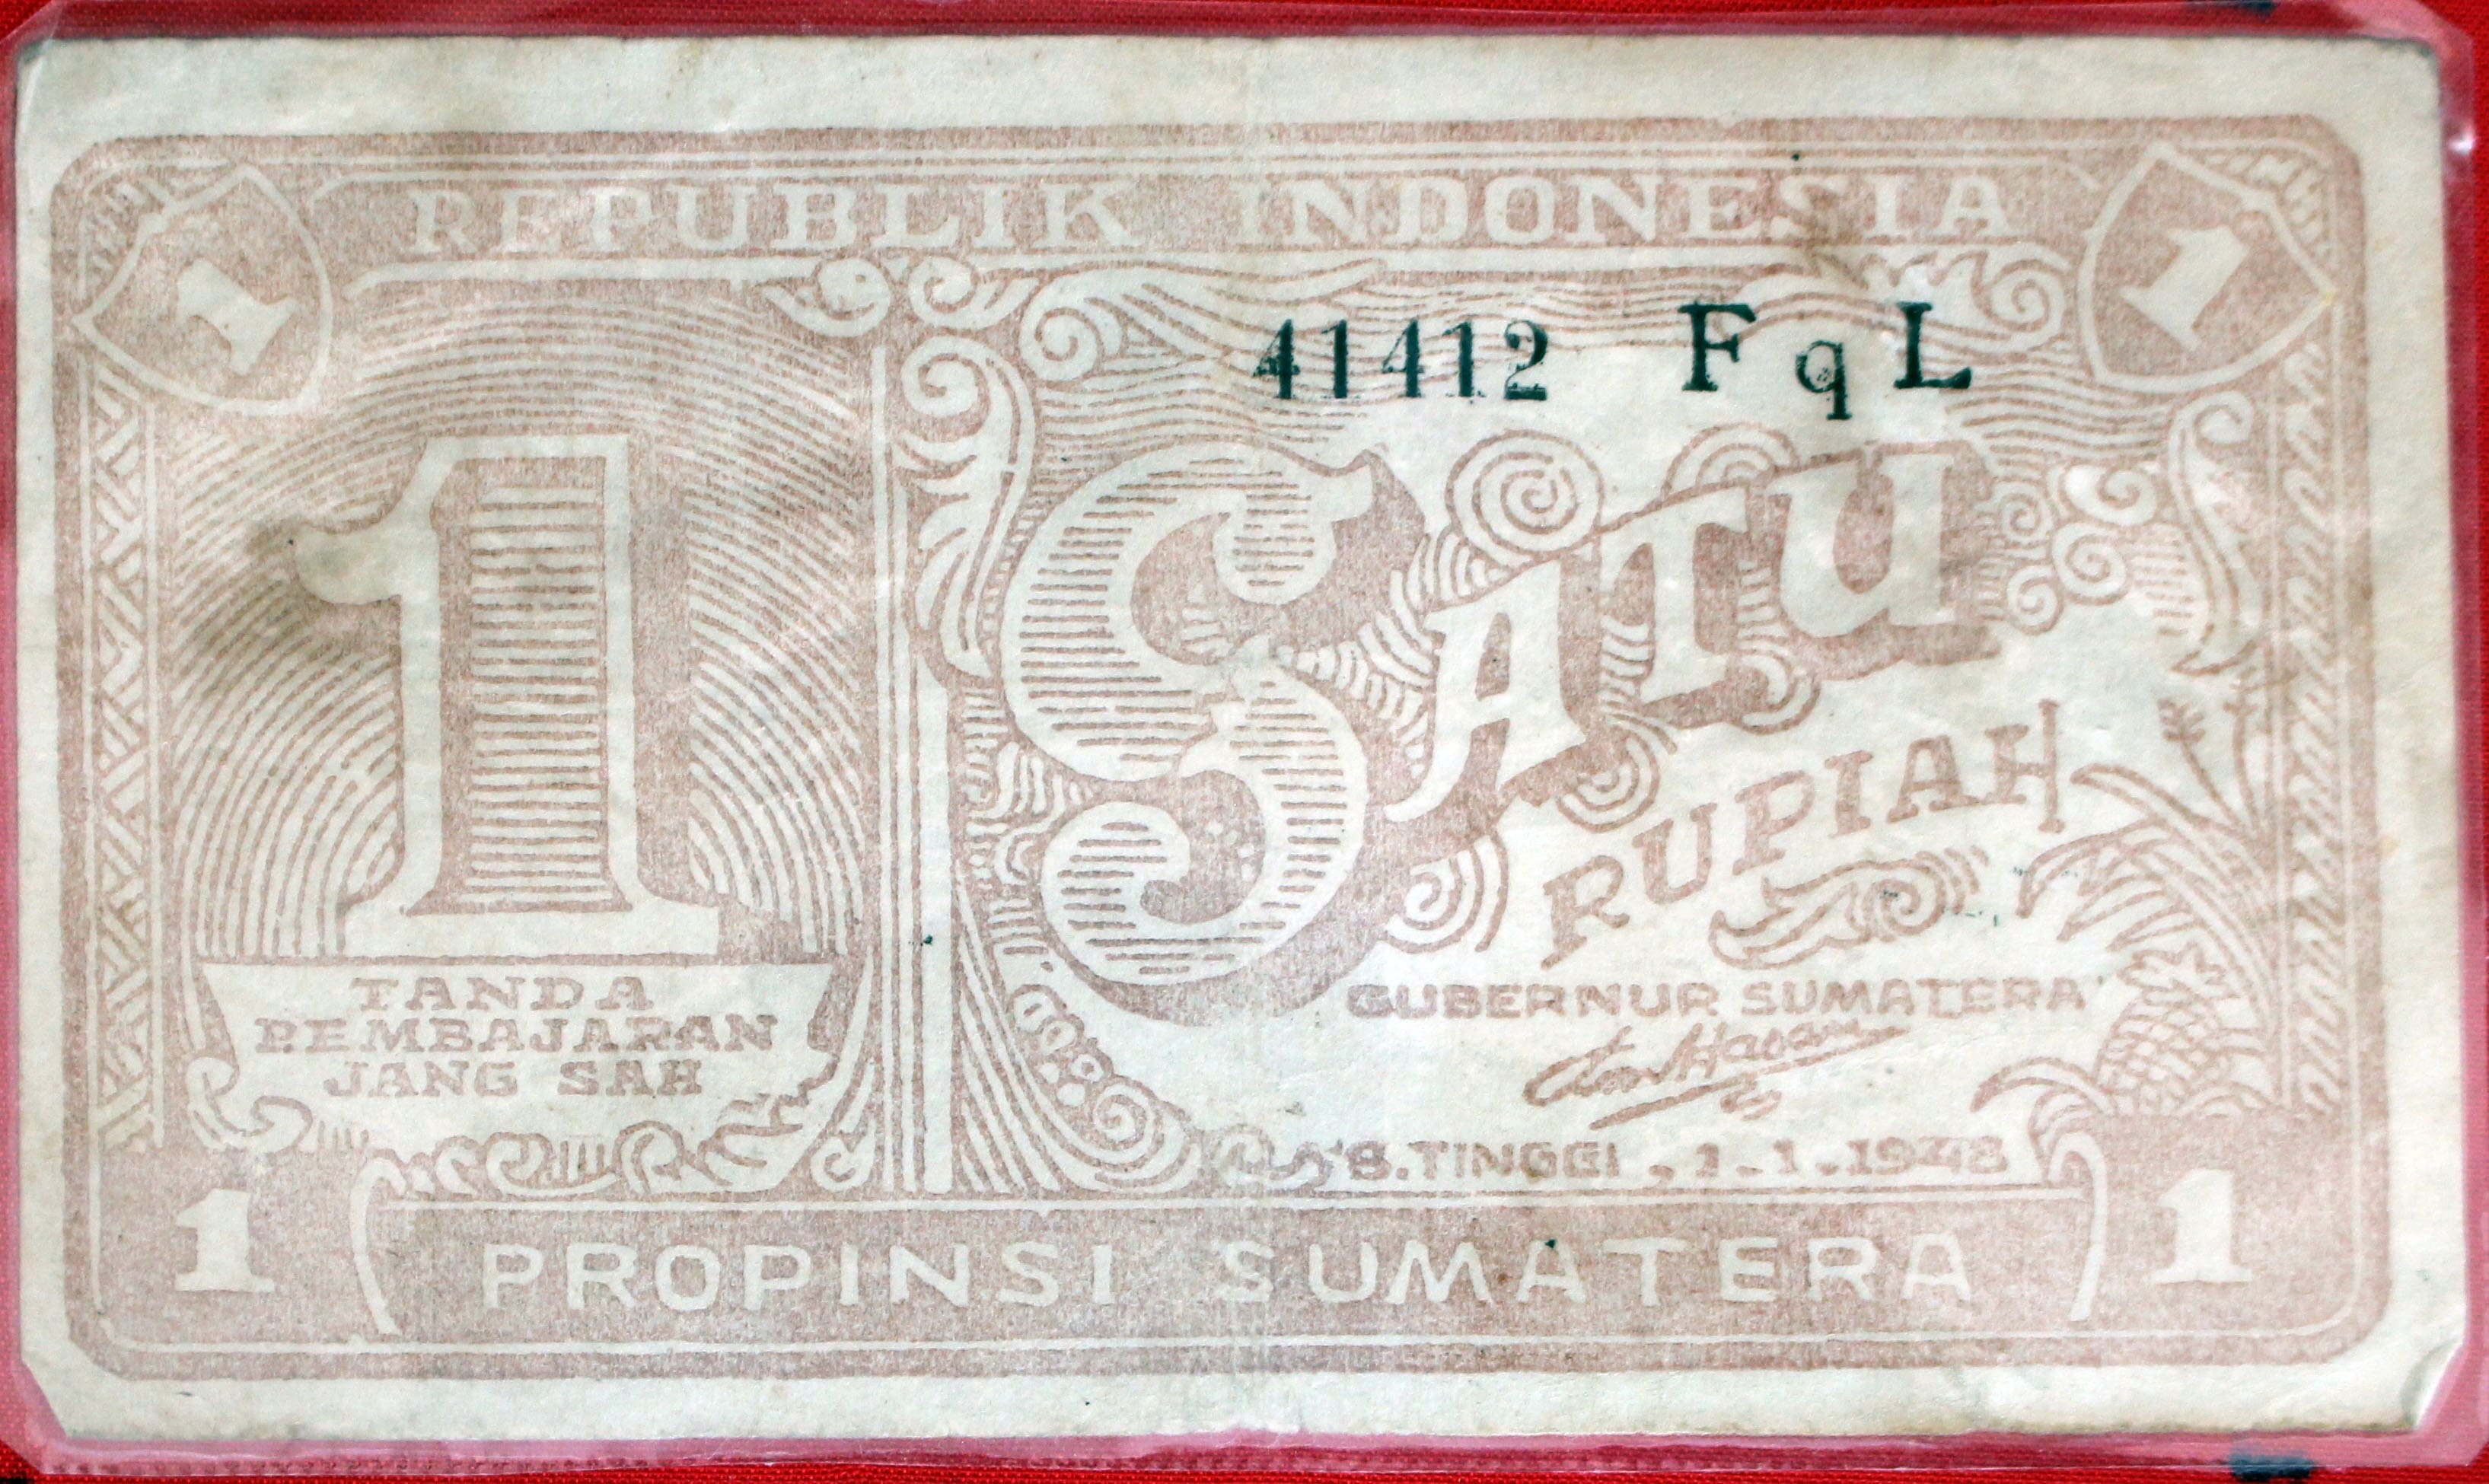 1 REPUBLIK INDONESIA 1
41412 F q L
1 SATU
RUPIAH
TANDA
PEMBAJARAN
JANG SAH
GUBERNUR SUMATERA
B.TINGGI, 1.1.1948
1 PROPINSI SUMATERA 1